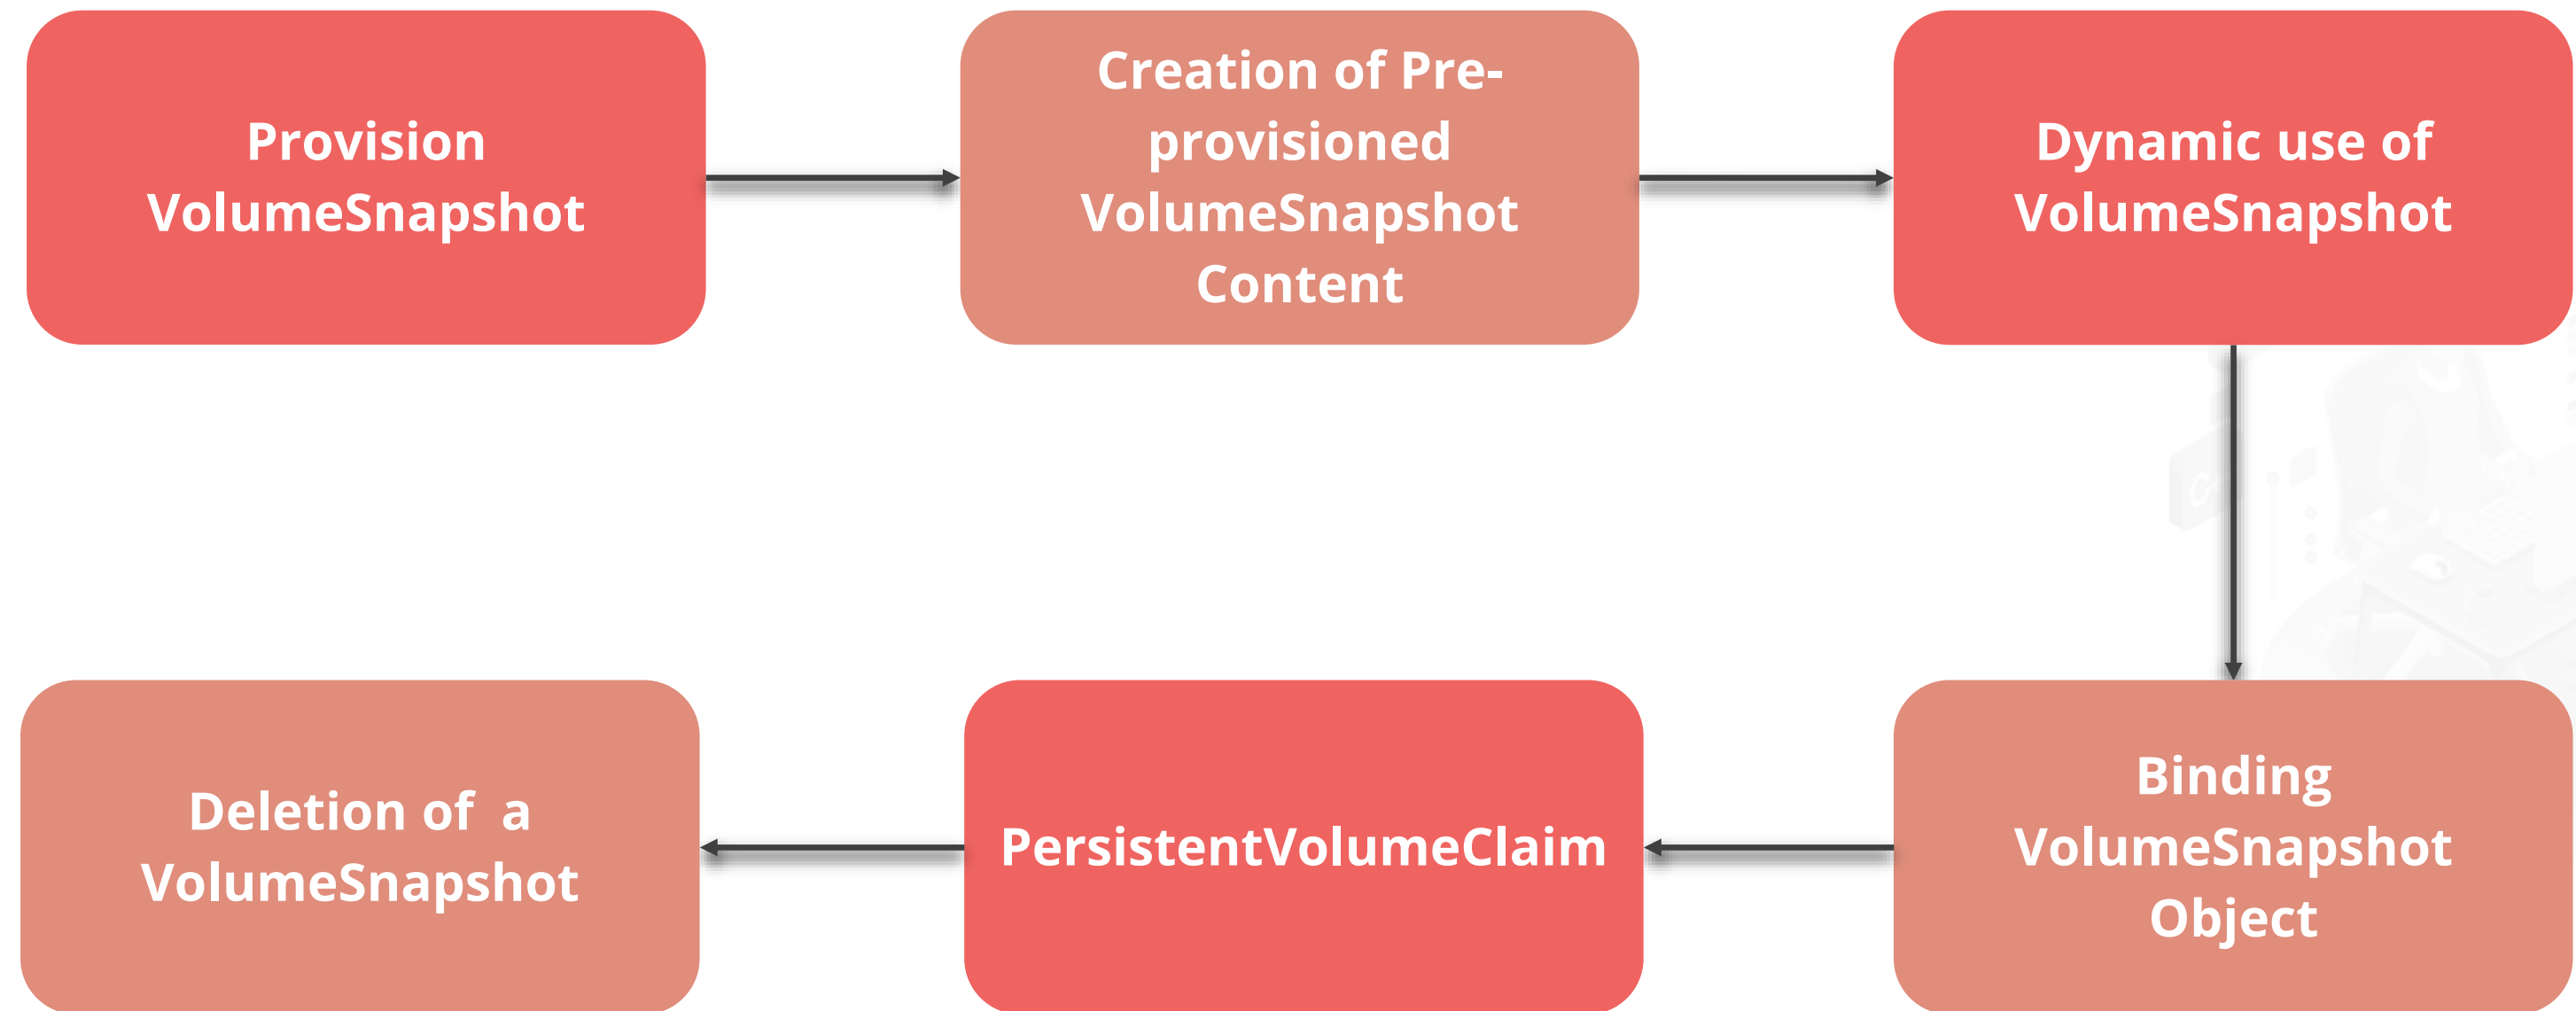 Provision
VolumeSnapshot
Creation of Pre-
provisioned
VolumeSnapshot
Content
Dynamic use of
VolumeSnapshot
Binding
VolumeSnapshot
Object
PersistentVolumeClaim
Deletion of  a
VolumeSnapshot